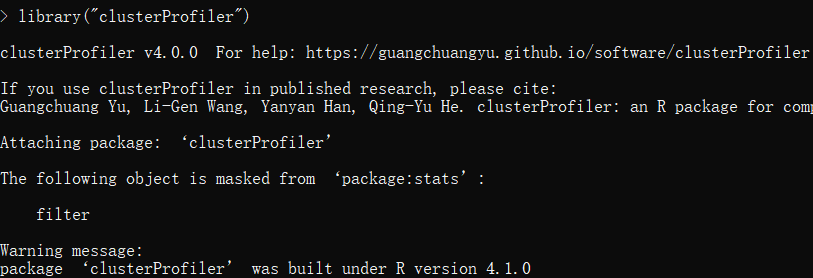 > library("clusterProfiler")
clusterProfiler v4.0.0  For help: https://guangchuangyu.github.io/software/clusterProfiler
If you use clusterProfiler in published research, please cite:
Guangchuang Yu, Li-Gen Wang, Yanyan Han, Qing-Yu He. clusterProfiler: an R package for comp
Attaching package:  ‘clusterProfiler’
The following object is masked from ‘package:stats’:
filter
Warning message:
package ‘clusterProfiler’ was built under R version 4.1.0